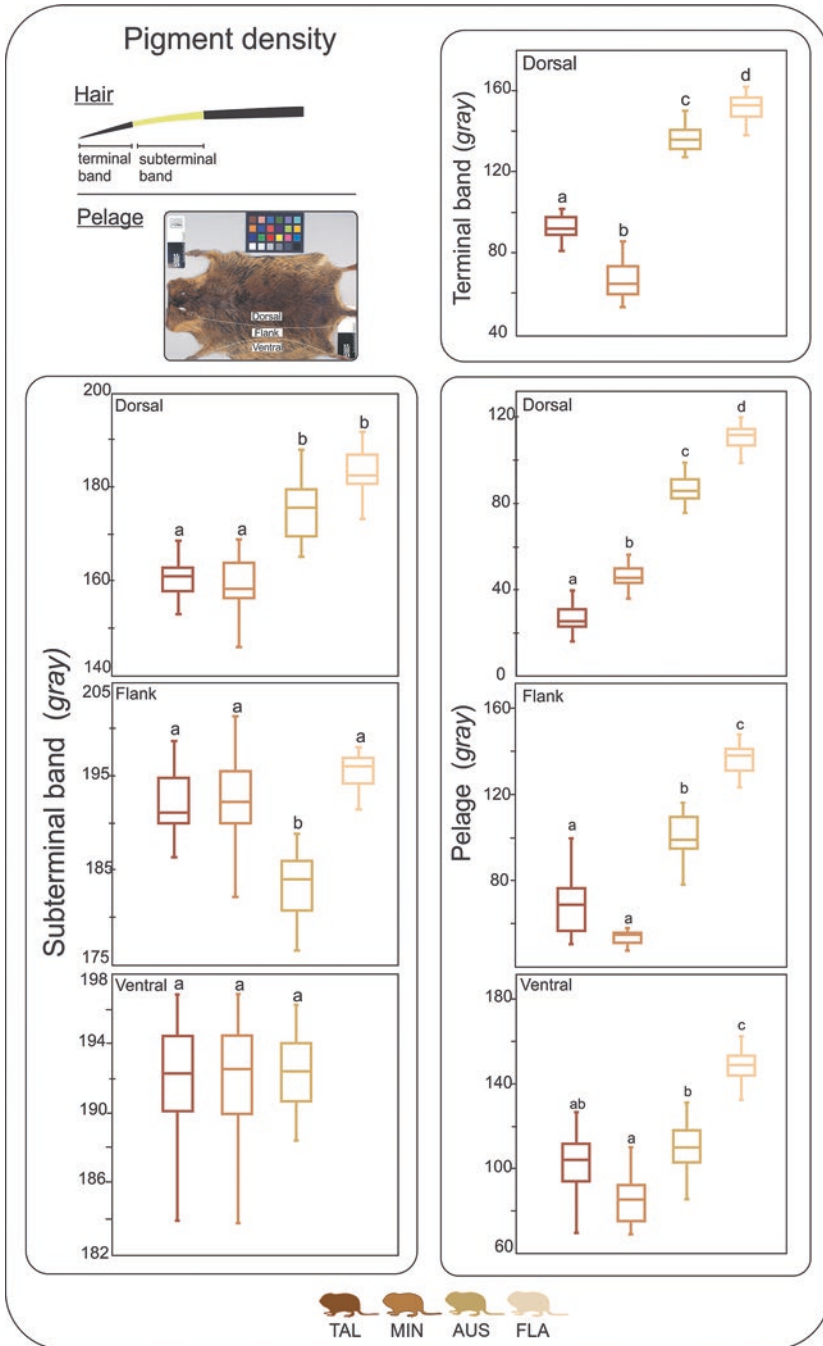 Pigment density
Hair
terminal
band
subterminal
band
Pelage
Dorsal
Flank
Ventral
Terminal band (gray)
Dorsal
160
120
80
40
a
b
c
d
Subterminal band (gray)
Dorsal
200
180
160
140
a
a
b
b
Flank
205
195
185
175
a
a
b
a
Ventral
198
194
190
186
182
a
a
a
Pelage (gray)
Dorsal
120
80
40
0
a
b
c
d
Flank
160
120
80
a
a
b
c
Ventral
180
140
100
60
ab
a
b
c
TAL MIN AUS FLA